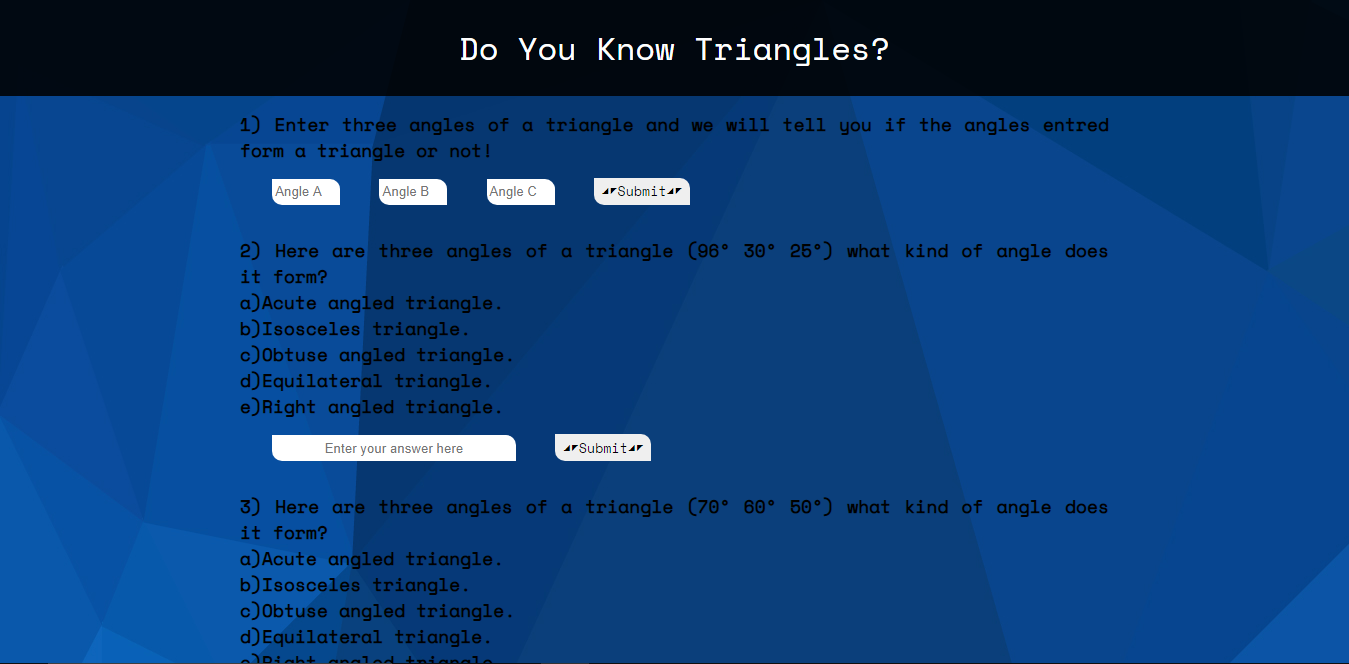 Do You Know Triangles?
1) Enter three angles of a triangle and we will tell you if the angles entred
form a triangle or not!
Angle A Angle B Angle C ◢◤Submit◢◤
2) Here are three angles of a triangle (96° 30° 25°) what kind of angle does
it form?
a)Acute angled triangle.
b)Isosceles triangle.
c)Obtuse angled triangle.
d)Equilateral triangle.
e)Right angled triangle.
Enter your answer here ◢◤Submit◢◤
3) Here are three angles of a triangle (70° 60° 50°) what kind of angle does
it form?
a)Acute angled triangle.
b)Isosceles triangle.
c)Obtuse angled triangle.
d)Equilateral triangle.
e)Right angled triangle.